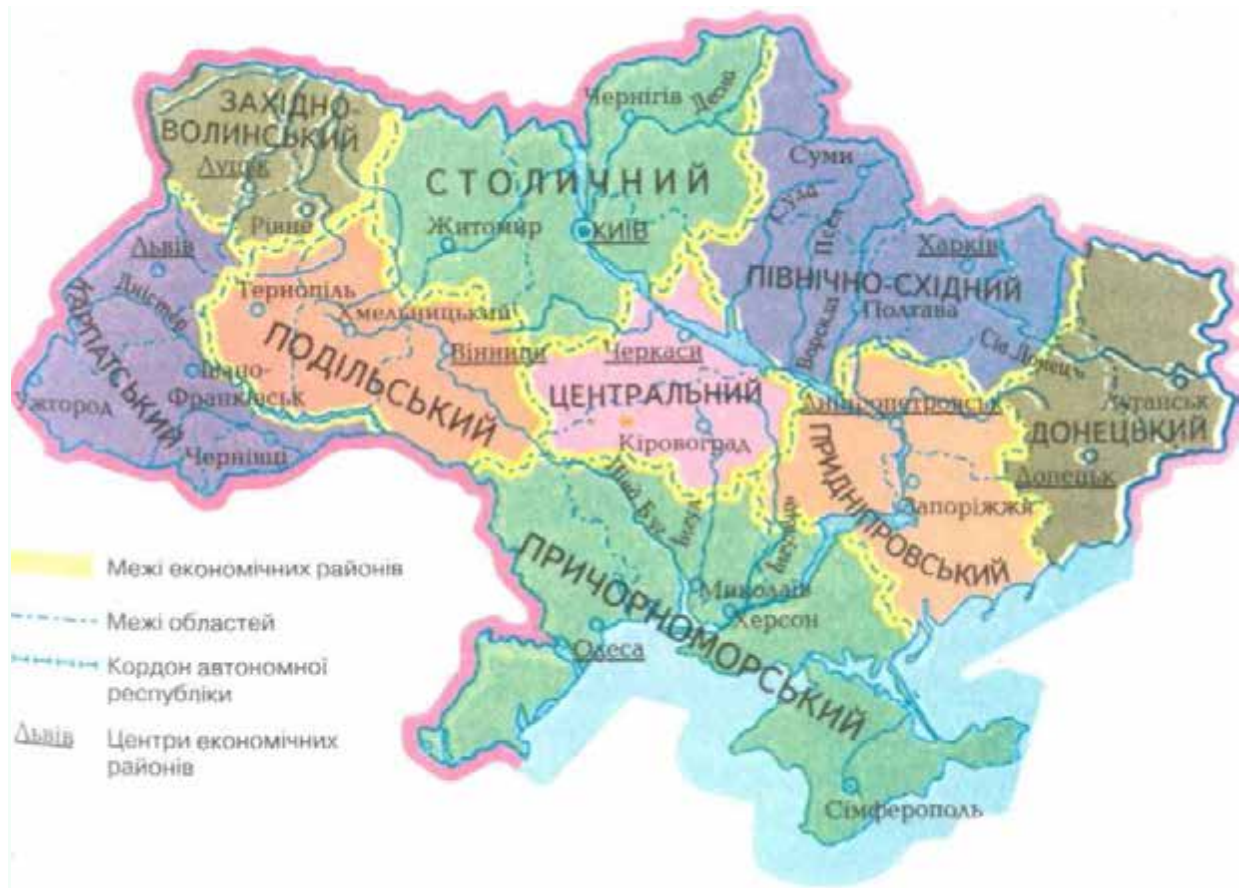 Чернігів
Десна
ЗАХІДНО-
ВОЛИНСЬКИЙ
Луцьк
Рівне
СТОЛИЧНИЙ
Житомир
КИЇВ
Суми
Сула
Псел
Ворскла
Харків
ПІВНІЧНО-СХІДНИЙ
Полтава
Сів. Донець
Львів
Дністер
КАРПАТСЬКИЙ
Ужгород
Івано-
Франківськ
Чернівці
Тернопіль
Хмельницький
Вінниця
ПОДІЛЬСЬКИЙ
Черкаси
ЦЕНТРАЛЬНИЙ
Кіровоград
Дніпропетровськ
ПРИДНІПРОВСЬКИЙ
Запоріжжя
Луганськ
ДОНЕЦЬКИЙ
Донецьк
Півд. Буг
Інгул
Інгулець
ПРИЧОРНОМОРСЬКИЙ
Миколаїв
Херсон
Одеса
Сімферополь
Межі економічних районів
Межі областей
Кордон автономної
республіки
Львів
Центри економічних
районів